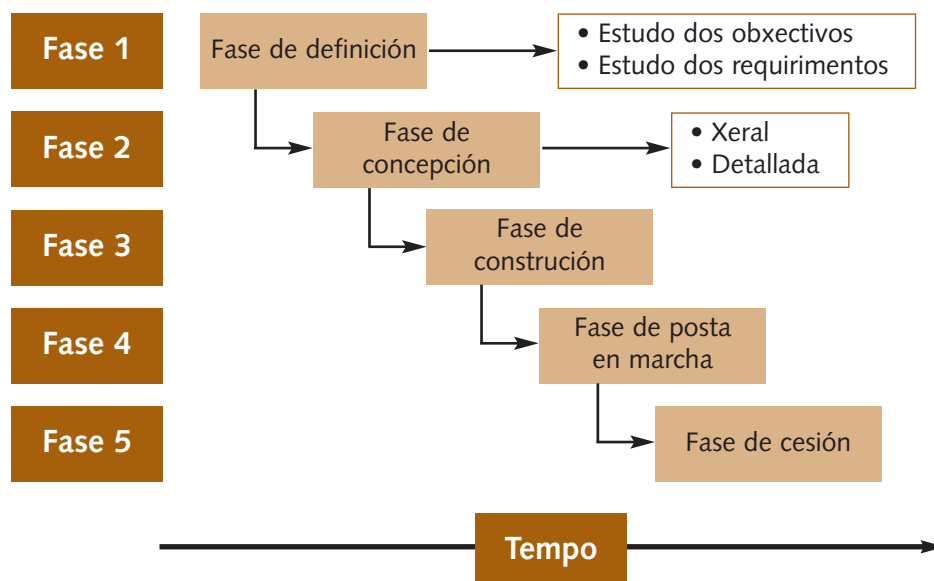 Fase 1
Fase de definición
• Estudo dos obxectivos
• Estudo dos requirimentos
Fase 2
Fase de
concepción
• Xeral
• Detallada
Fase 3
Fase de
construción
Fase 4
Fase de posta
en marcha
Fase 5
Fase de cesión
Tempo